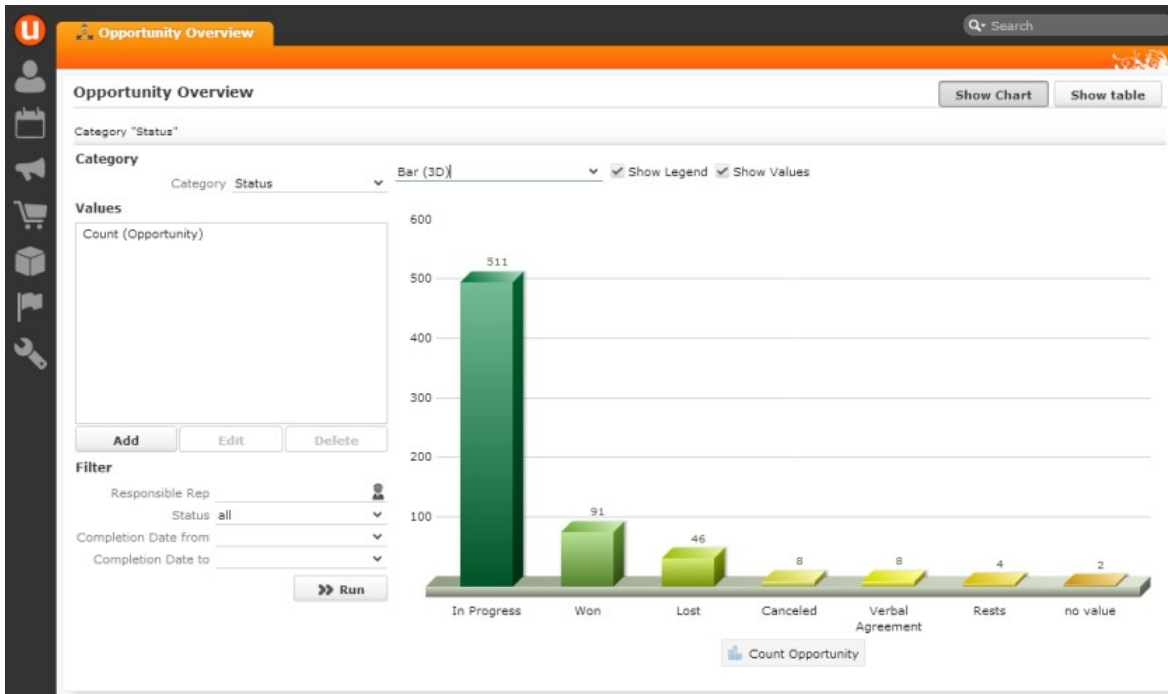 u
Opportunity Overview
Search
Opportunity Overview
Show Chart
Show table
Category "Status"
Category
Category Status
Bar (3D)
Show Legend
Show Values
Values
Count (Opportunity)
Add
Edit
Delete
Filter
Responsible Rep
Status all
Completion Date from
Completion Date to
Run
600
500
400
300
200
100
511
91
46
8
8
4
2
In Progress
Won
Lost
Canceled
Verbal
Agreement
Rests
no value
Count Opportunity